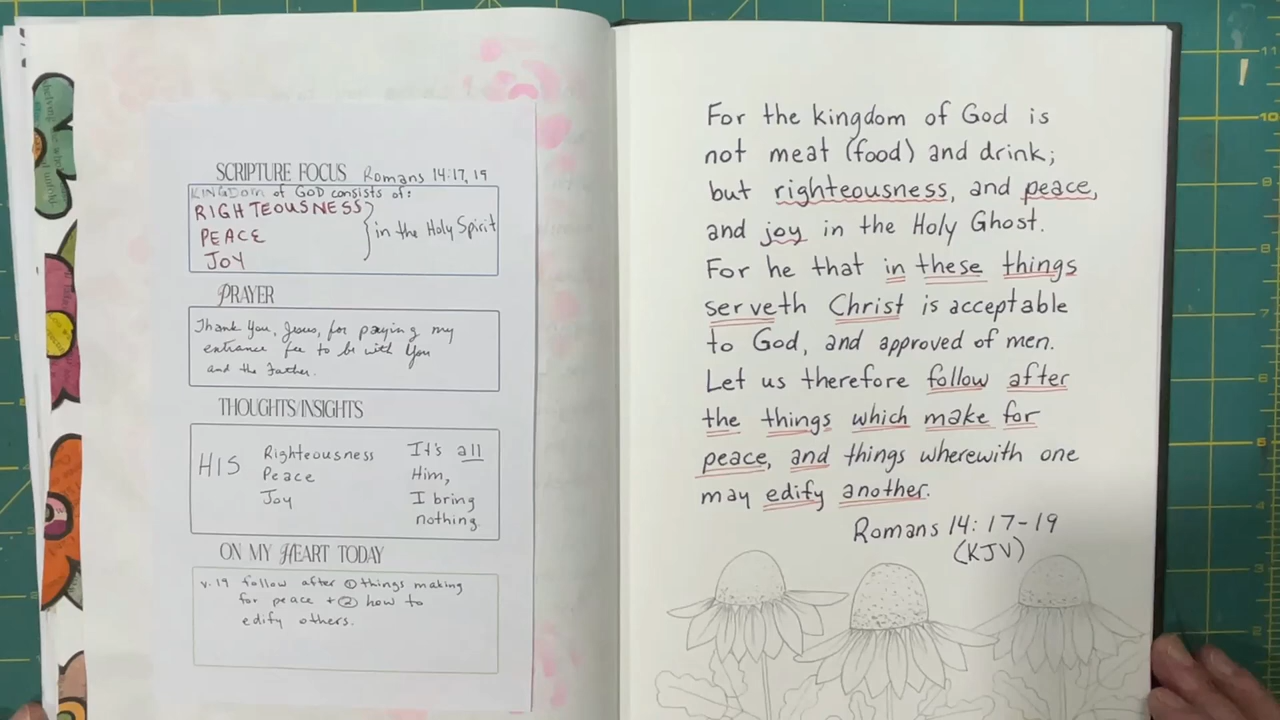 SCRIPTURE FOCUS Romans 14:17, 19
KINGDOM of GOD consists of:
RIGHTEOUSNESS
PEACE
JOY
} in the Holy Spirit
PRAYER
Thank You, Jesus, for paying my
entrance fee to be with You
and the Father.
THOUGHTS/INSIGHTS
HIS
Righteousness
Peace
Joy
It's all
Him,
I bring
nothing.
ON MY HEART TODAY
v. 19 follow after ① things making
for peace + ② how to
edify others.
For the kingdom of God is
not meat (food) and drink;
but righteousness, and peace,
and joy in the Holy Ghost.
For he that in these things
serveth Christ is acceptable
to God, and approved of men.
Let us therefore follow after
the things which make for
peace, and things wherewith one
may edify another.
Romans 14:17-19
(KJV)
11
10